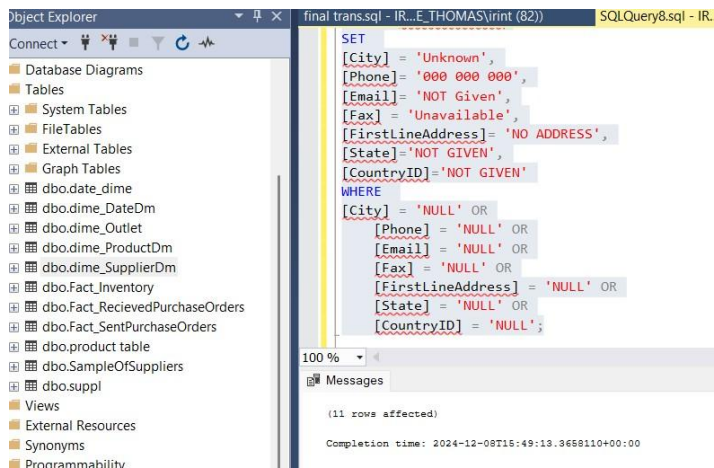 Object Explorer
Connect
Database Diagrams
Tables
System Tables
FileTables
External Tables
Graph Tables
dbo.date_dime
dbo.dime_DateDm
dbo.dime_Outlet
dbo.dime_ProductDm
dbo.dime_SupplierDm
dbo.Fact_Inventory
dbo.Fact_RecievedPurchaseOrders
dbo.Fact_SentPurchaseOrders
dbo.product table
dbo.SampleOfSuppliers
dbo.suppl
Views
External Resources
Synonyms
Programmability
final trans.sql - IR...E_THOMAS\irint (82))
SQLQuery8.sql - IR
SET
[City] = 'Unknown',
[Phone]= '000 000 000',
[Email]= 'NOT Given',
[Fax] = 'Unavailable',
[FirstLineAddress]= 'NO ADDRESS',
[State]='NOT GIVEN',
[CountryID]='NOT GIVEN'
WHERE
[City] = 'NULL' OR
[Phone] = 'NULL' OR
[Email] = 'NULL' OR
[Fax] = 'NULL' OR
[FirstLineAddress] = 'NULL' OR
[State] = 'NULL' OR
[CountryID] = 'NULL';
100 %
Messages
(11 rows affected)
Completion time: 2024-12-08T15:49:13.3658110+00:00